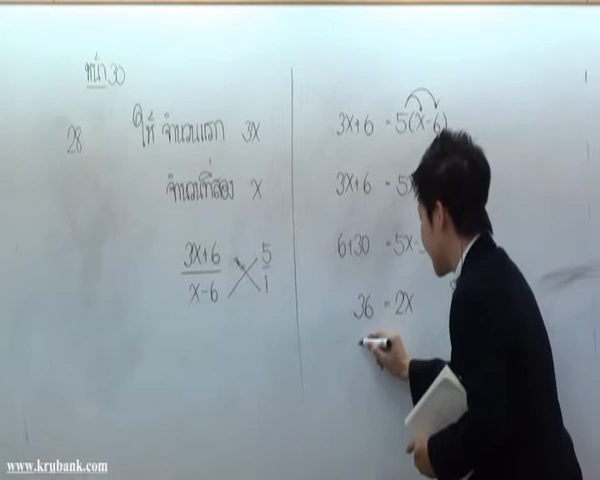 หน้า 30
28 ให้ จำนวนแรก 3x
จำนวนที่สอง x
3x+6 5
x-6 1
3x+6 = 5(x-6)
3x+6 = 5x
6+30 = 5x-3
36 = 2x
www.krubank.com